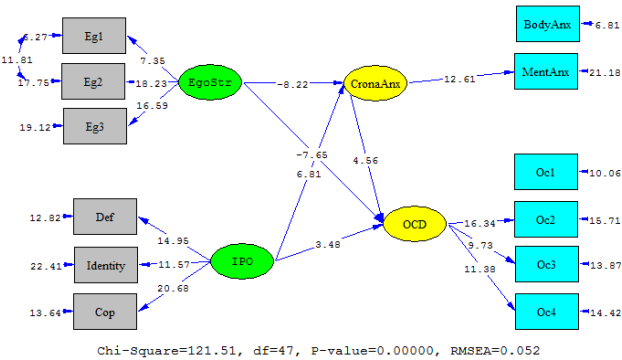 BodyAnx 6.81
6.27 Eg1
11.81
7.35
MentAnx 21.18
17.75 Eg2 18.23 EgoStr -8.22 CronaAnx 12.61
16.59
19.12 Eg3
-7.65 4.56
6.81
Oc1 10.06
12.82 Def
Oc2 15.71
14.95
3.48 OCD 16.34
9.73
22.41 Identity 11.57 IPO
Oc3 13.87
11.38
20.68
13.64 Cop
Oc4 14.42
Chi-Square=121.51, df=47, P-value=0.00000, RMSEA=0.052